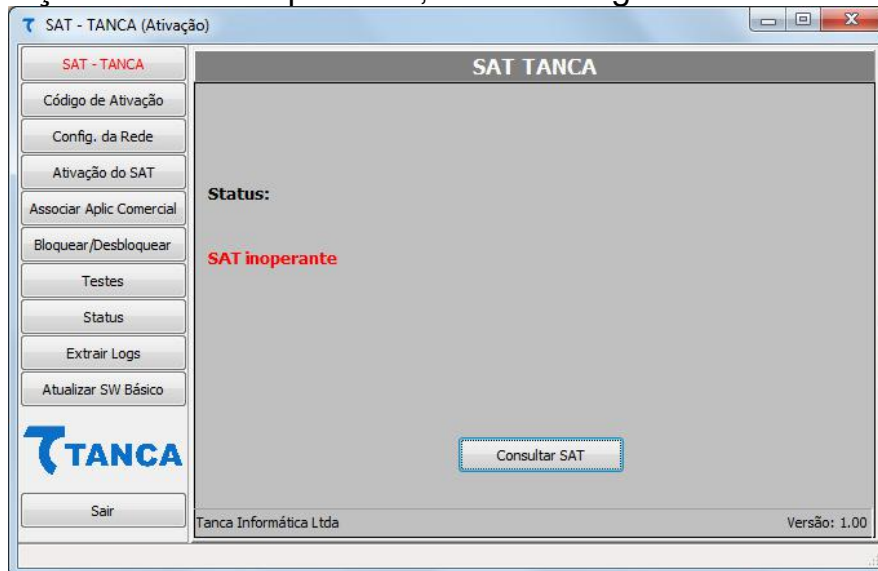 SAT - TANCA (Ativação)
SAT - TANCA
Código de Ativação
Config. da Rede
Ativação do SAT
Associar Aplic Comercial
Bloquear/Desbloquear
Testes
Status
Extrair Logs
Atualizar SW Básico
TANCA
Sair
SAT TANCA
Status:
SAT inoperante
Consultar SAT
Tanca Informática Ltda
Versão: 1.00